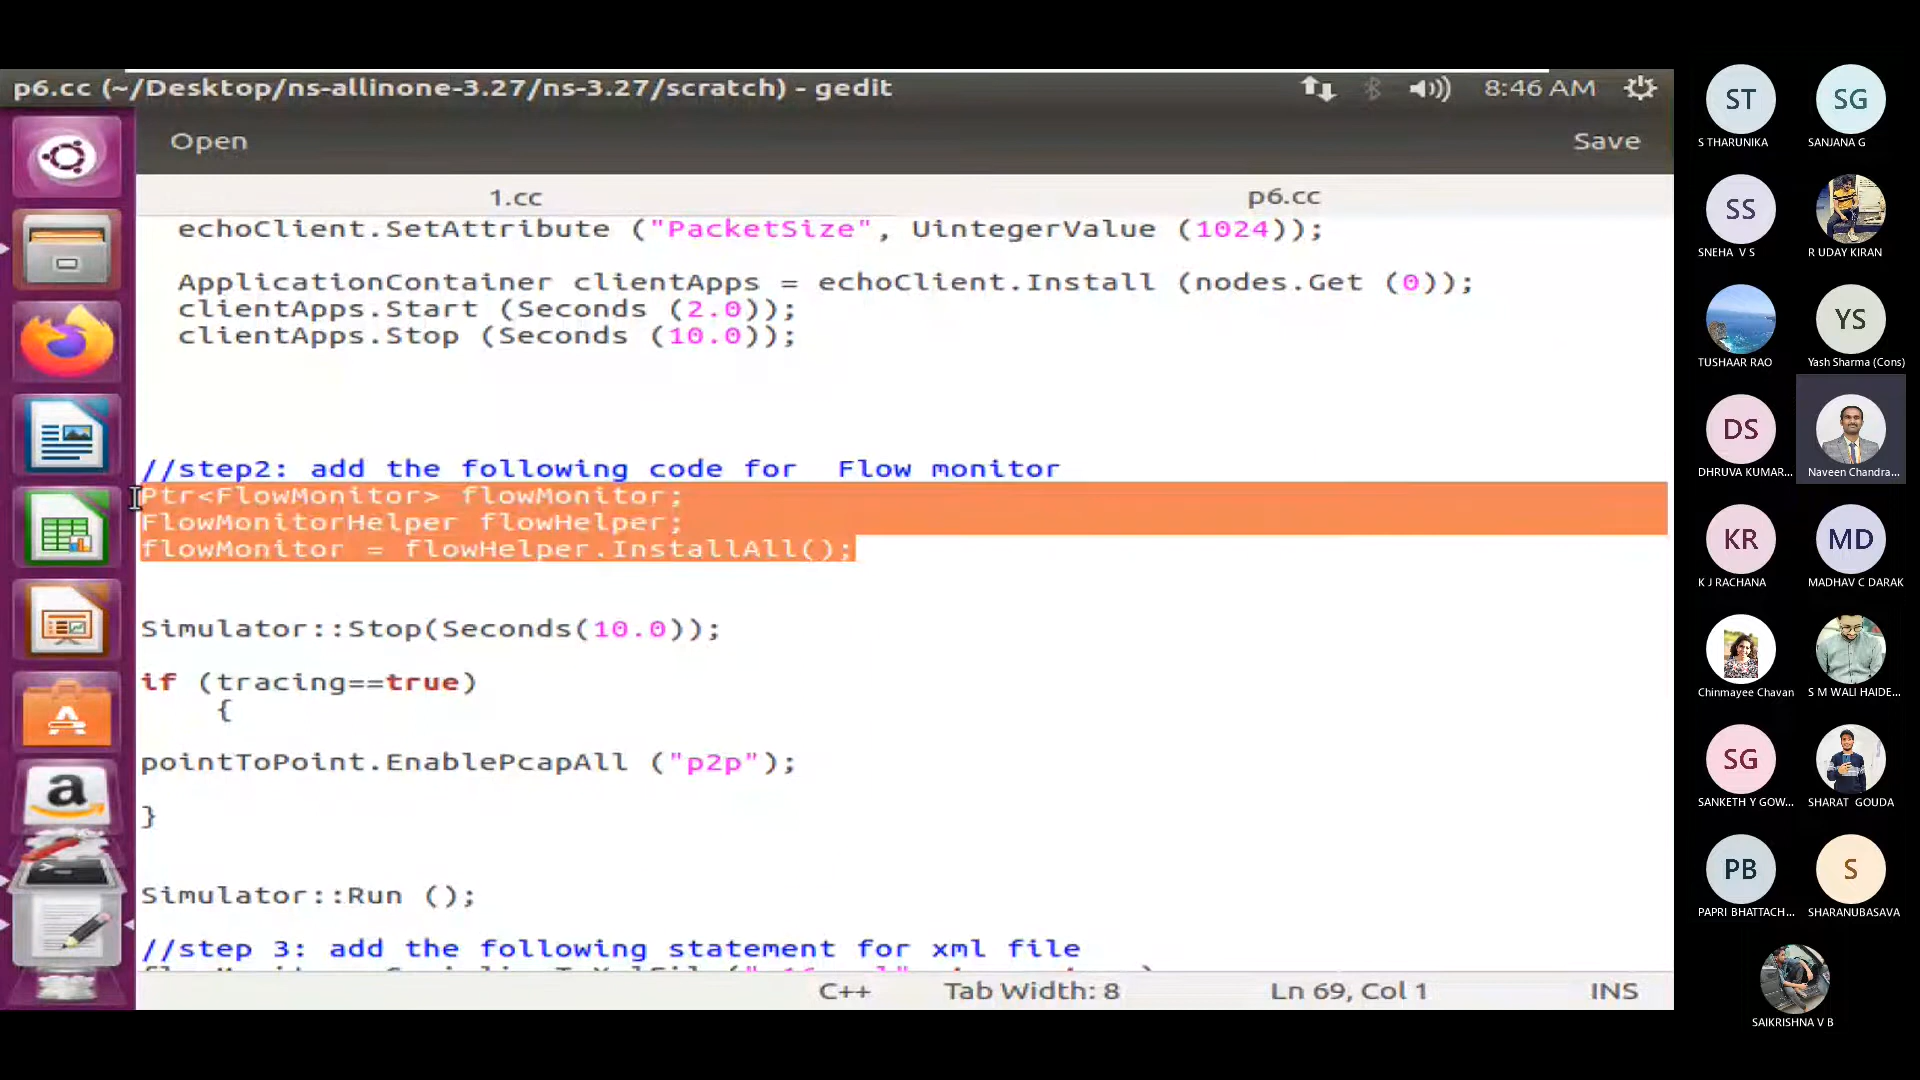 p6.cc (~/Desktop/ns-allinone-3.27/ns-3.27/scratch) - gedit
8:46 AM
Open
Save
1.cc
p6.cc
echoClient.SetAttribute ("PacketSize", UintegerValue (1024));
ApplicationContainer clientApps = echoClient.Install (nodes.Get (0));
clientApps.Start (Seconds (2.0));
clientApps.Stop (Seconds (10.0));
//step2: add the following code for  Flow monitor
Ptr<FlowMonitor> flowMonitor;
FlowMonitorHelper flowHelper;
flowMonitor = flowHelper.InstallAll();
Simulator::Stop(Seconds(10.0));
if (tracing==true)
{
pointToPoint.EnablePcapAll ("p2p");
}
Simulator::Run ();
//step 3: add the following statement for xml file
C++
Tab Width: 8
Ln 69, Col 1
INS
a
ST
S THARUNIKA
SG
SANJANA G
SS
SNEHA V S
R UDAY KIRAN
TUSHAAR RAO
YS
Yash Sharma (Cons)
DS
DHRUVA KUMAR...
Naveen Chandra...
KR
K J RACHANA
MD
MADHAV C DARAK
Chinmayee Chavan
S M WALI HAIDE...
SG
SANKETH Y GOW...
SHARAT GOUDA
PB
PAPRI BHATTACH...
S
SHARANUBASAVA
SAIKRISHNA V B